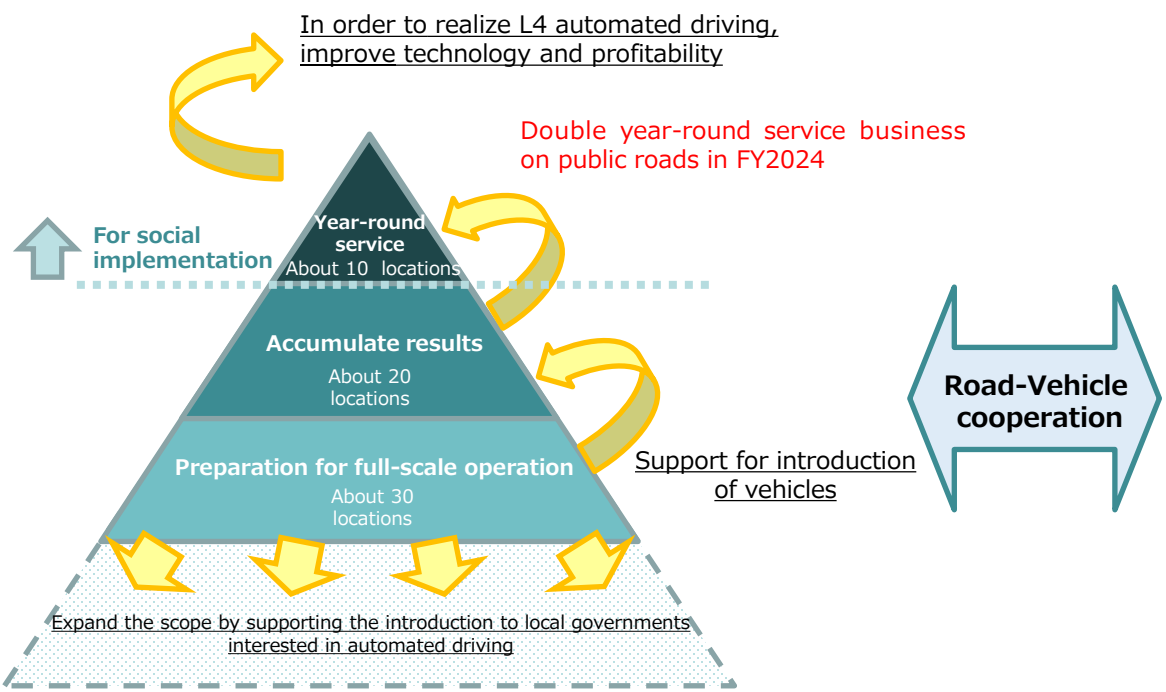 In order to realize L4 automated driving,
improve technology and profitability
Double year-round service business
on public roads in FY2024
Year-round
service
About 10 locations
For social
implementation
Accumulate results
About 20
locations
Road-Vehicle
cooperation
Preparation for full-scale operation
About 30
locations
Support for introduction
of vehicles
Expand the scope by supporting the introduction to local governments
interested in automated driving